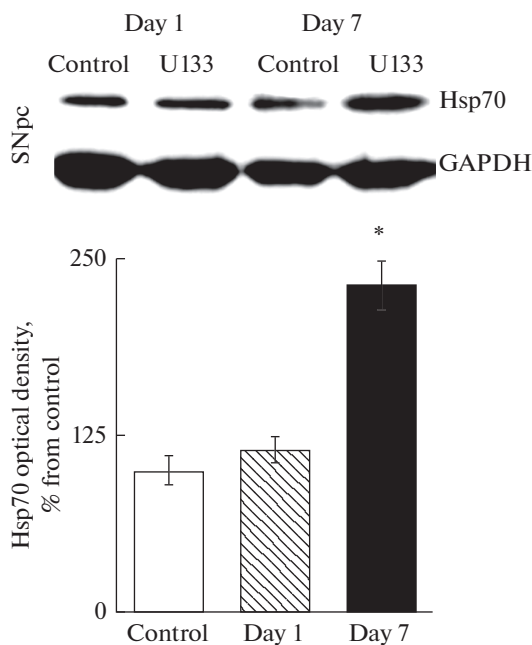 Day 1 Day 7
Control U133 Control U133
SNpc
Hsp70
GAPDH
*
250
125
0
Hsp70 optical density,
% from control
Control Day 1 Day 7